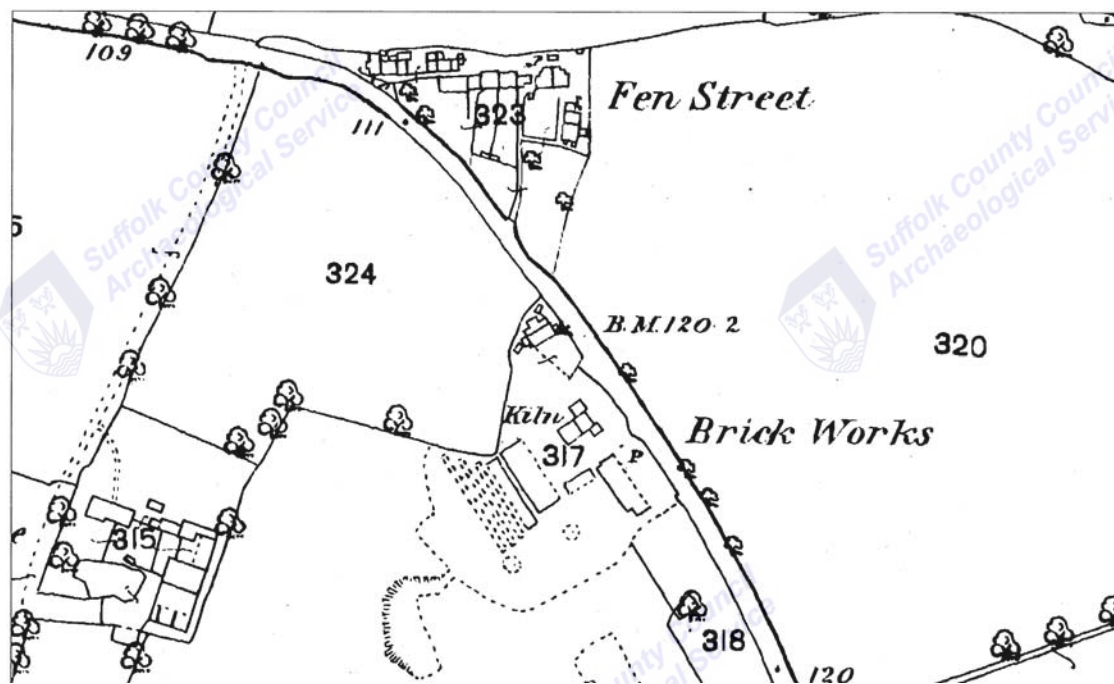 109
111
323
Fen Street
324
B.M.120.2
320
Kiln
317
P
Brick Works
315
318
120
Suffolk County Council
Archaeological Service
Suffolk County Council
Archaeological Service